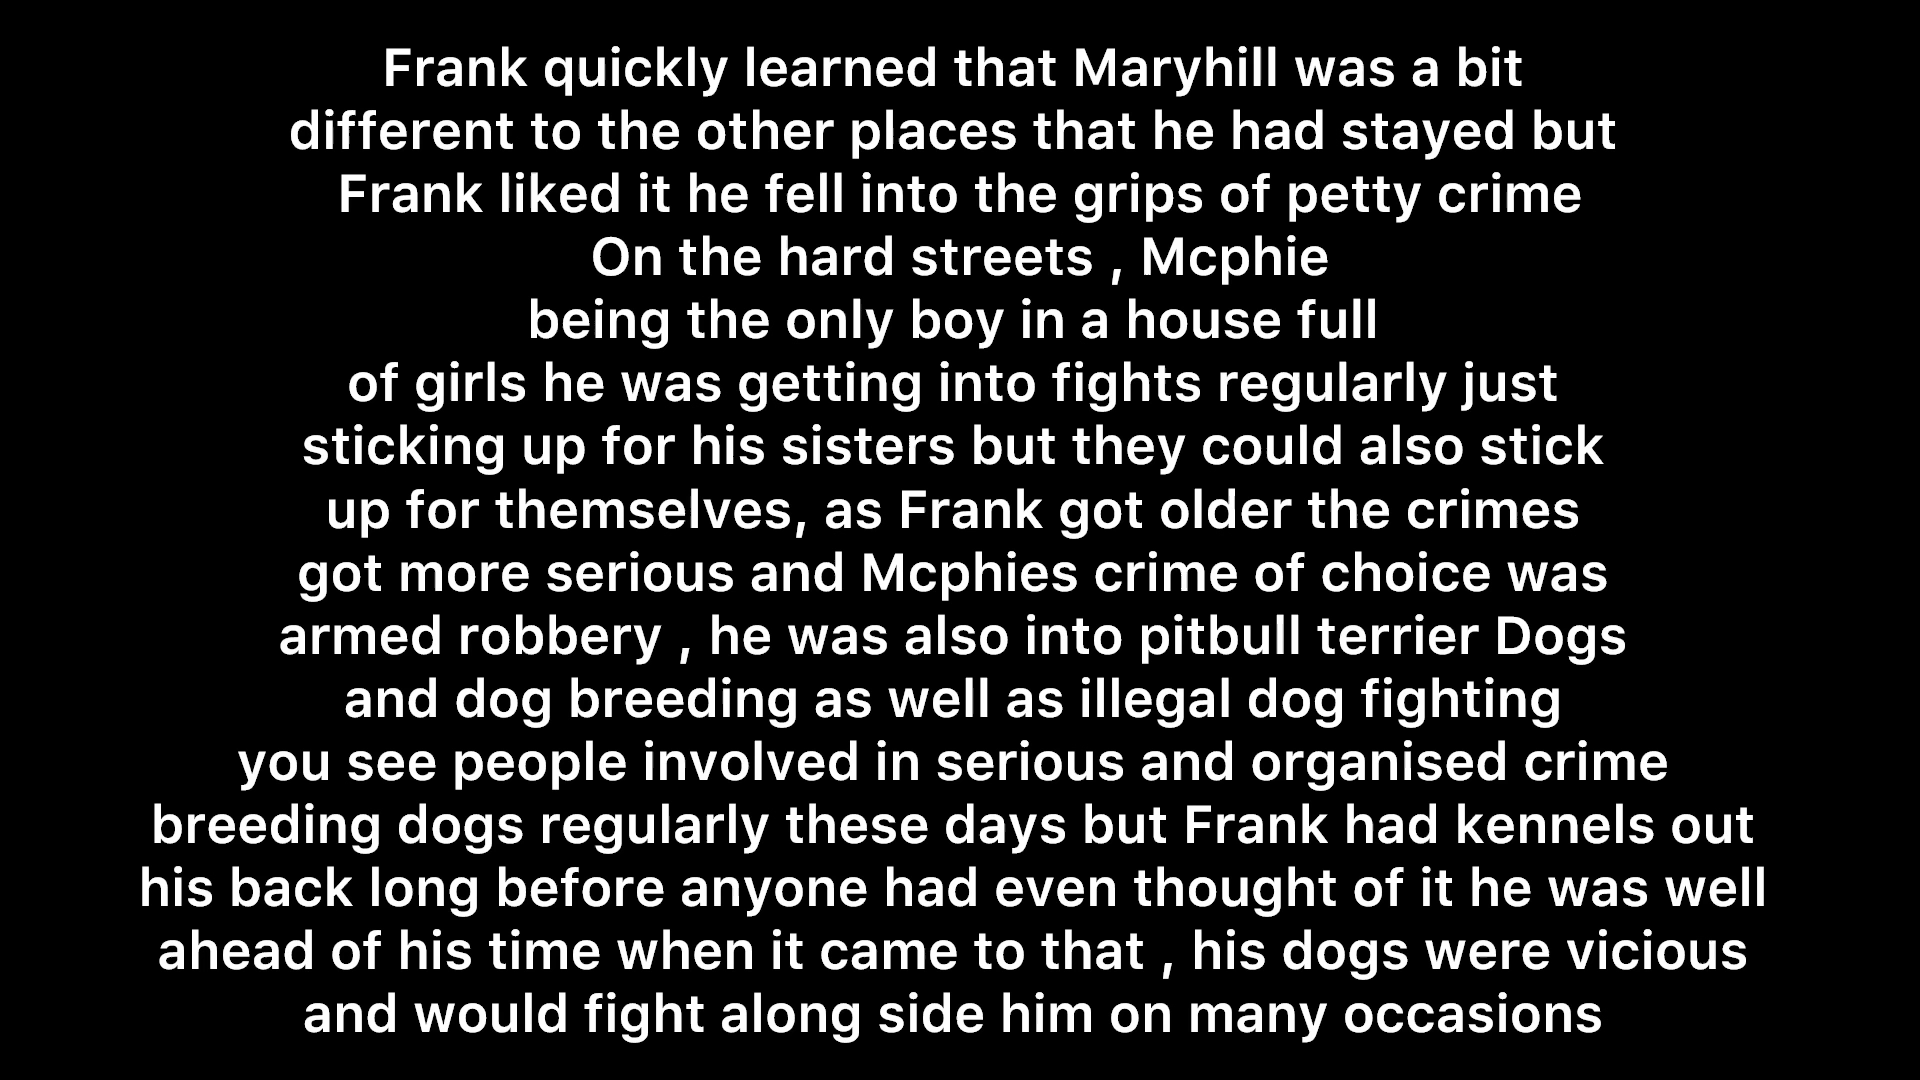 Frank quickly learned that Maryhill was a bit
different to the other places that he had stayed but
Frank liked it he fell into the grips of petty crime
On the hard streets , Mcphie
being the only boy in a house full
of girls he was getting into fights regularly just
sticking up for his sisters but they could also stick
up for themselves, as Frank got older the crimes
got more serious and Mcphies crime of choice was
armed robbery , he was also into pitbull terrier Dogs
and dog breeding as well as illegal dog fighting
you see people involved in serious and organised crime
breeding dogs regularly these days but Frank had kennels out
his back long before anyone had even thought of it he was well
ahead of his time when it came to that , his dogs were vicious
and would fight along side him on many occasions